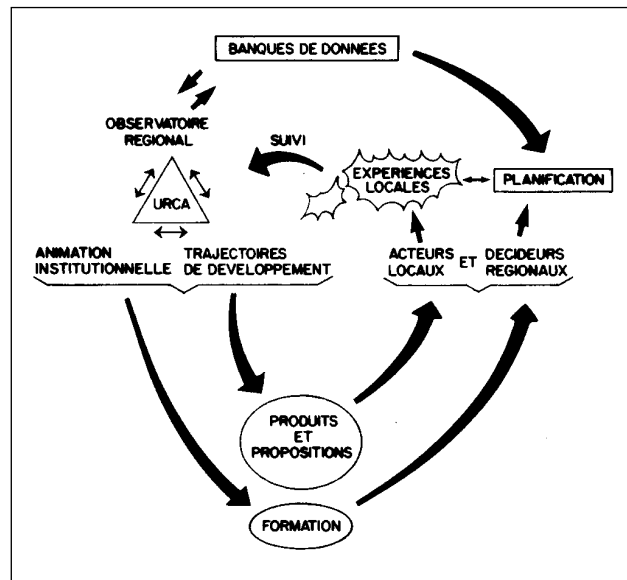 BANQUES DE DONNEES
OBSERVATOIRE
REGIONAL
SUIVI
EXPERIENCES
LOCALES
PLANIFICATION
URCA
ANIMATION
INSTITUTIONNELLE
TRAJECTOIRES
DE DEVELOPPEMENT
ACTEURS
LOCAUX
ET
DECIDEURS
REGIONAUX
PRODUITS
ET
PROPOSITIONS
FORMATION